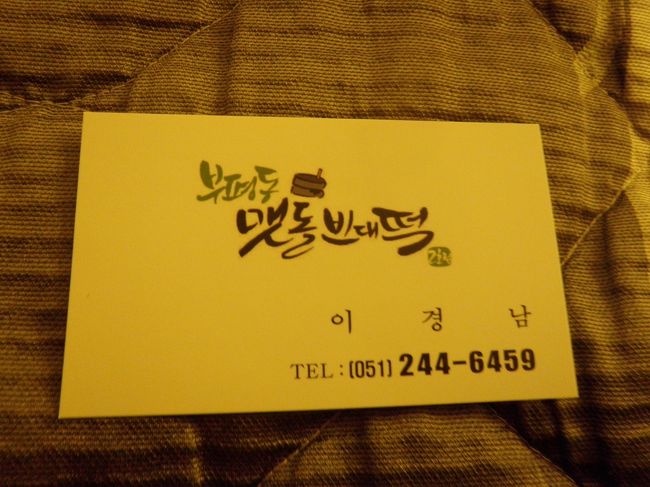 부평동
맷돌빈대떡
이 경 남
TEL : (051) 244-6459